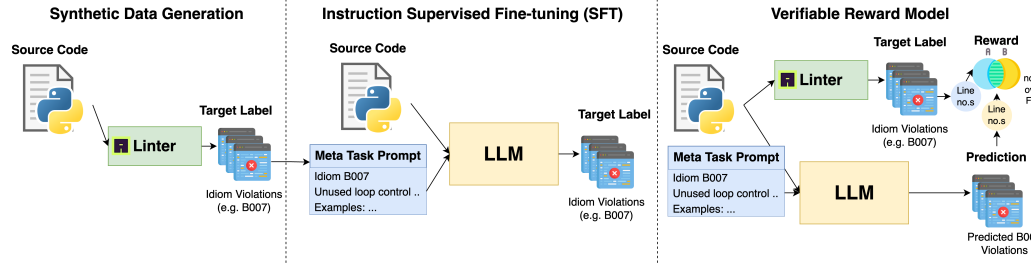 Synthetic Data Generation
Source Code
Linter
Target Label
Idiom Violations
(e.g. B007)
Instruction Supervised Fine-tuning (SFT)
Source Code
Meta Task Prompt
Idiom B007
Unused loop control ..
Examples: ...
LLM
Target Label
Idiom Violations
(e.g. B007)
Verifiable Reward Model
Source Code
Linter
Target Label
Idiom Violations
(e.g. B007)
Meta Task Prompt
Idiom B007
Unused loop control ..
Examples: ...
LLM
Reward
A B
Line
no.s
Line
no.s
no
ov
F
Prediction
Predicted B00
Violations